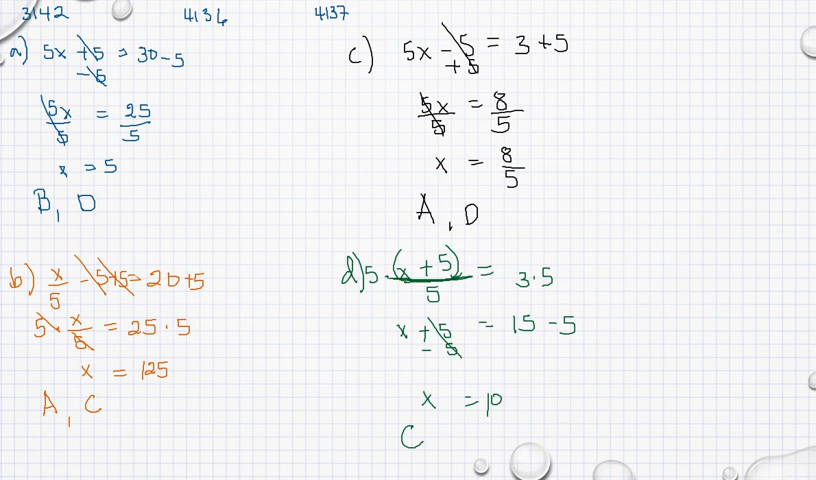 3142 4136 4137
a) 5x + 5 = 30 - 5
- 5
5x/5 = 25/5
x = 5
B, D
b) x/5 - 5 + 5 = 20 + 5
5 · x/5 = 25 · 5
x = 125
A, C
c) 5x - 5 = 3 + 5
+ 5
5x/5 = 8/5
x = 8/5
A, D
d) 5 · (x + 5)/5 = 3 · 5
x + 5 = 15 - 5
- 5
x = 10
C